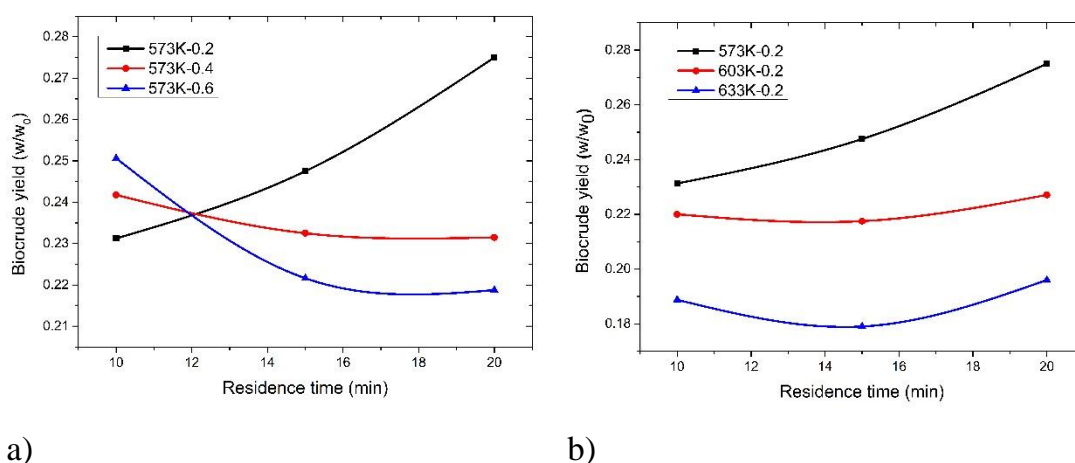 0.28
0.27
0.26
0.25
0.24
0.23
0.22
0.21
Biocrude yield (w/w₀)
573K-0.2
573K-0.4
573K-0.6
10 12 14 16 18 20
Residence time (min)
a)
0.28
0.26
0.24
0.22
0.20
0.18
Biocrude yield (w/w0)
573K-0.2
603K-0.2
633K-0.2
10 12 14 16 18 20
Residence time (min)
b)